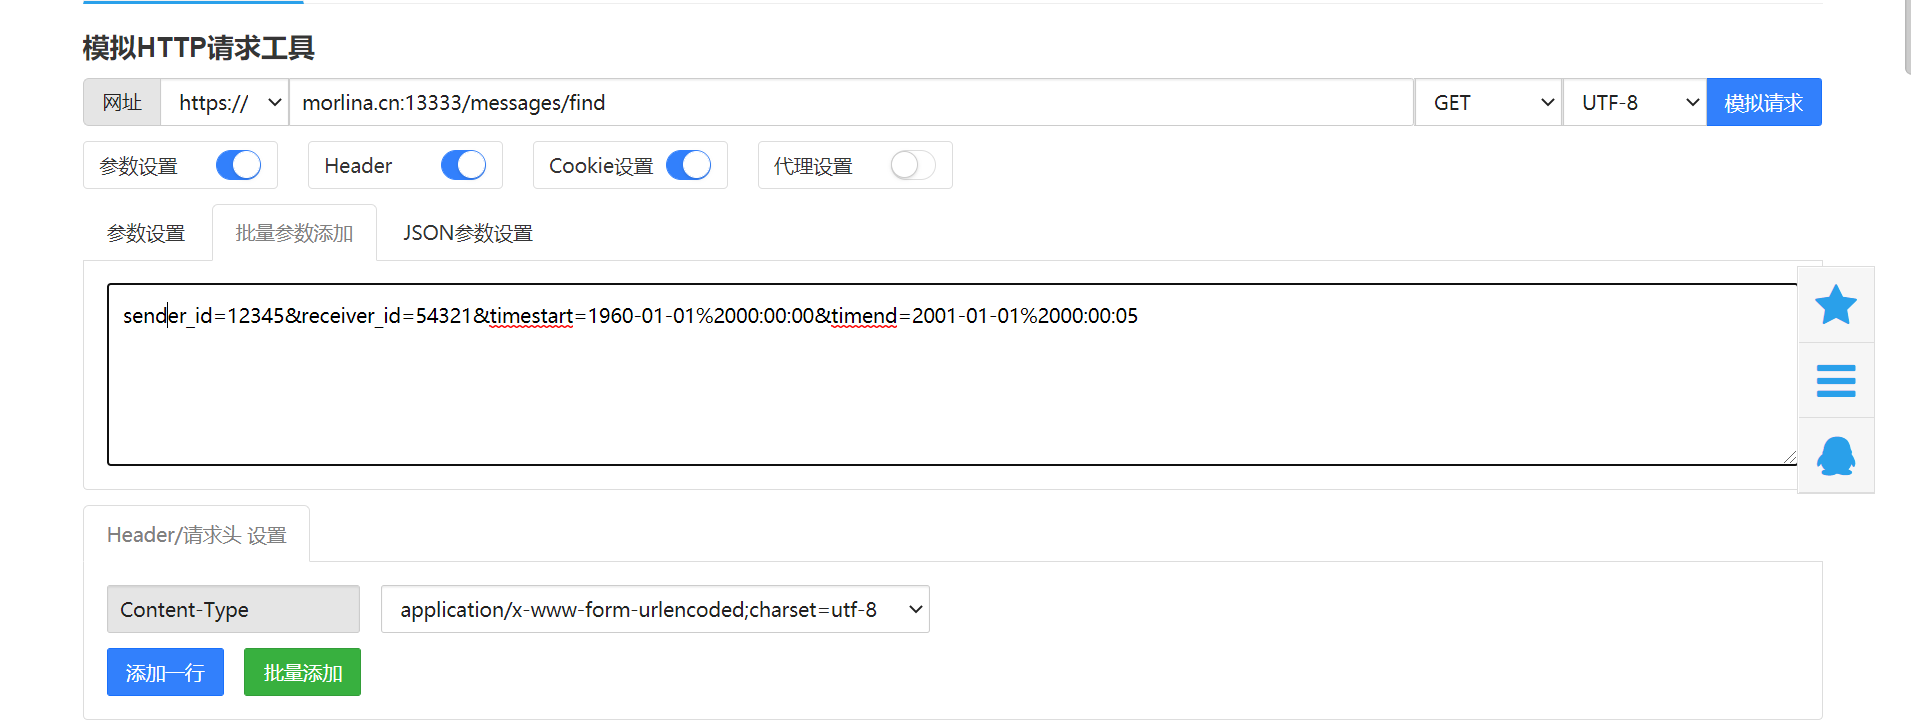 模拟HTTP请求工具
网址 https:// morlina.cn:13333/messages/find GET UTF-8 模拟请求
参数设置 Header Cookie设置 代理设置
参数设置 批量参数添加 JSON参数设置
sender_id=12345&receiver_id=54321&timestart=1960-01-01%2000:00:00&timend=2001-01-01%2000:00:05
Header/请求头 设置
Content-Type application/x-www-form-urlencoded;charset=utf-8
添加一行 批量添加